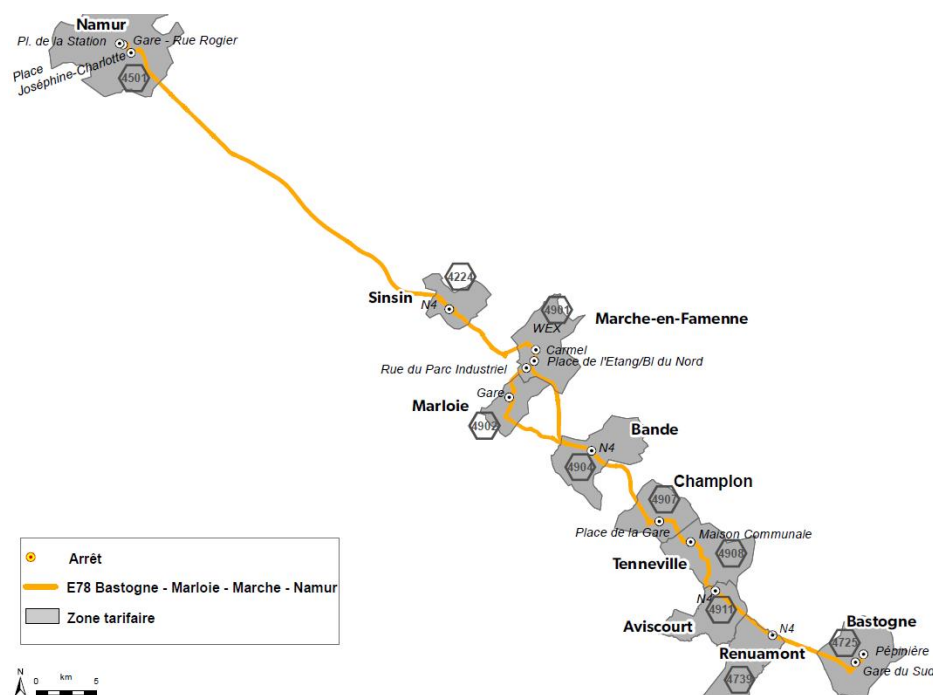 Namur
Pl. de la Station
Gare - Rue Rogier
Place
Joséphine-Charlotte
4501
4224
Sinsin
N4
4901
WEX
Marche-en-Famenne
Carmel
Place de l'Etang/Bl du Nord
Rue du Parc Industriel
Gare
Marloie
4902
Bande
N4
4904
Champlon
4907
Place de la Gare
Maison Communale
4908
Tenneville
N4
4911
Aviscourt
N4
Bastogne
4725
Pépinière
Renuamont
Gare du Sud
4739
Arrêt
E78 Bastogne - Marloie - Marche - Namur
Zone tarifaire
N
0 km 5